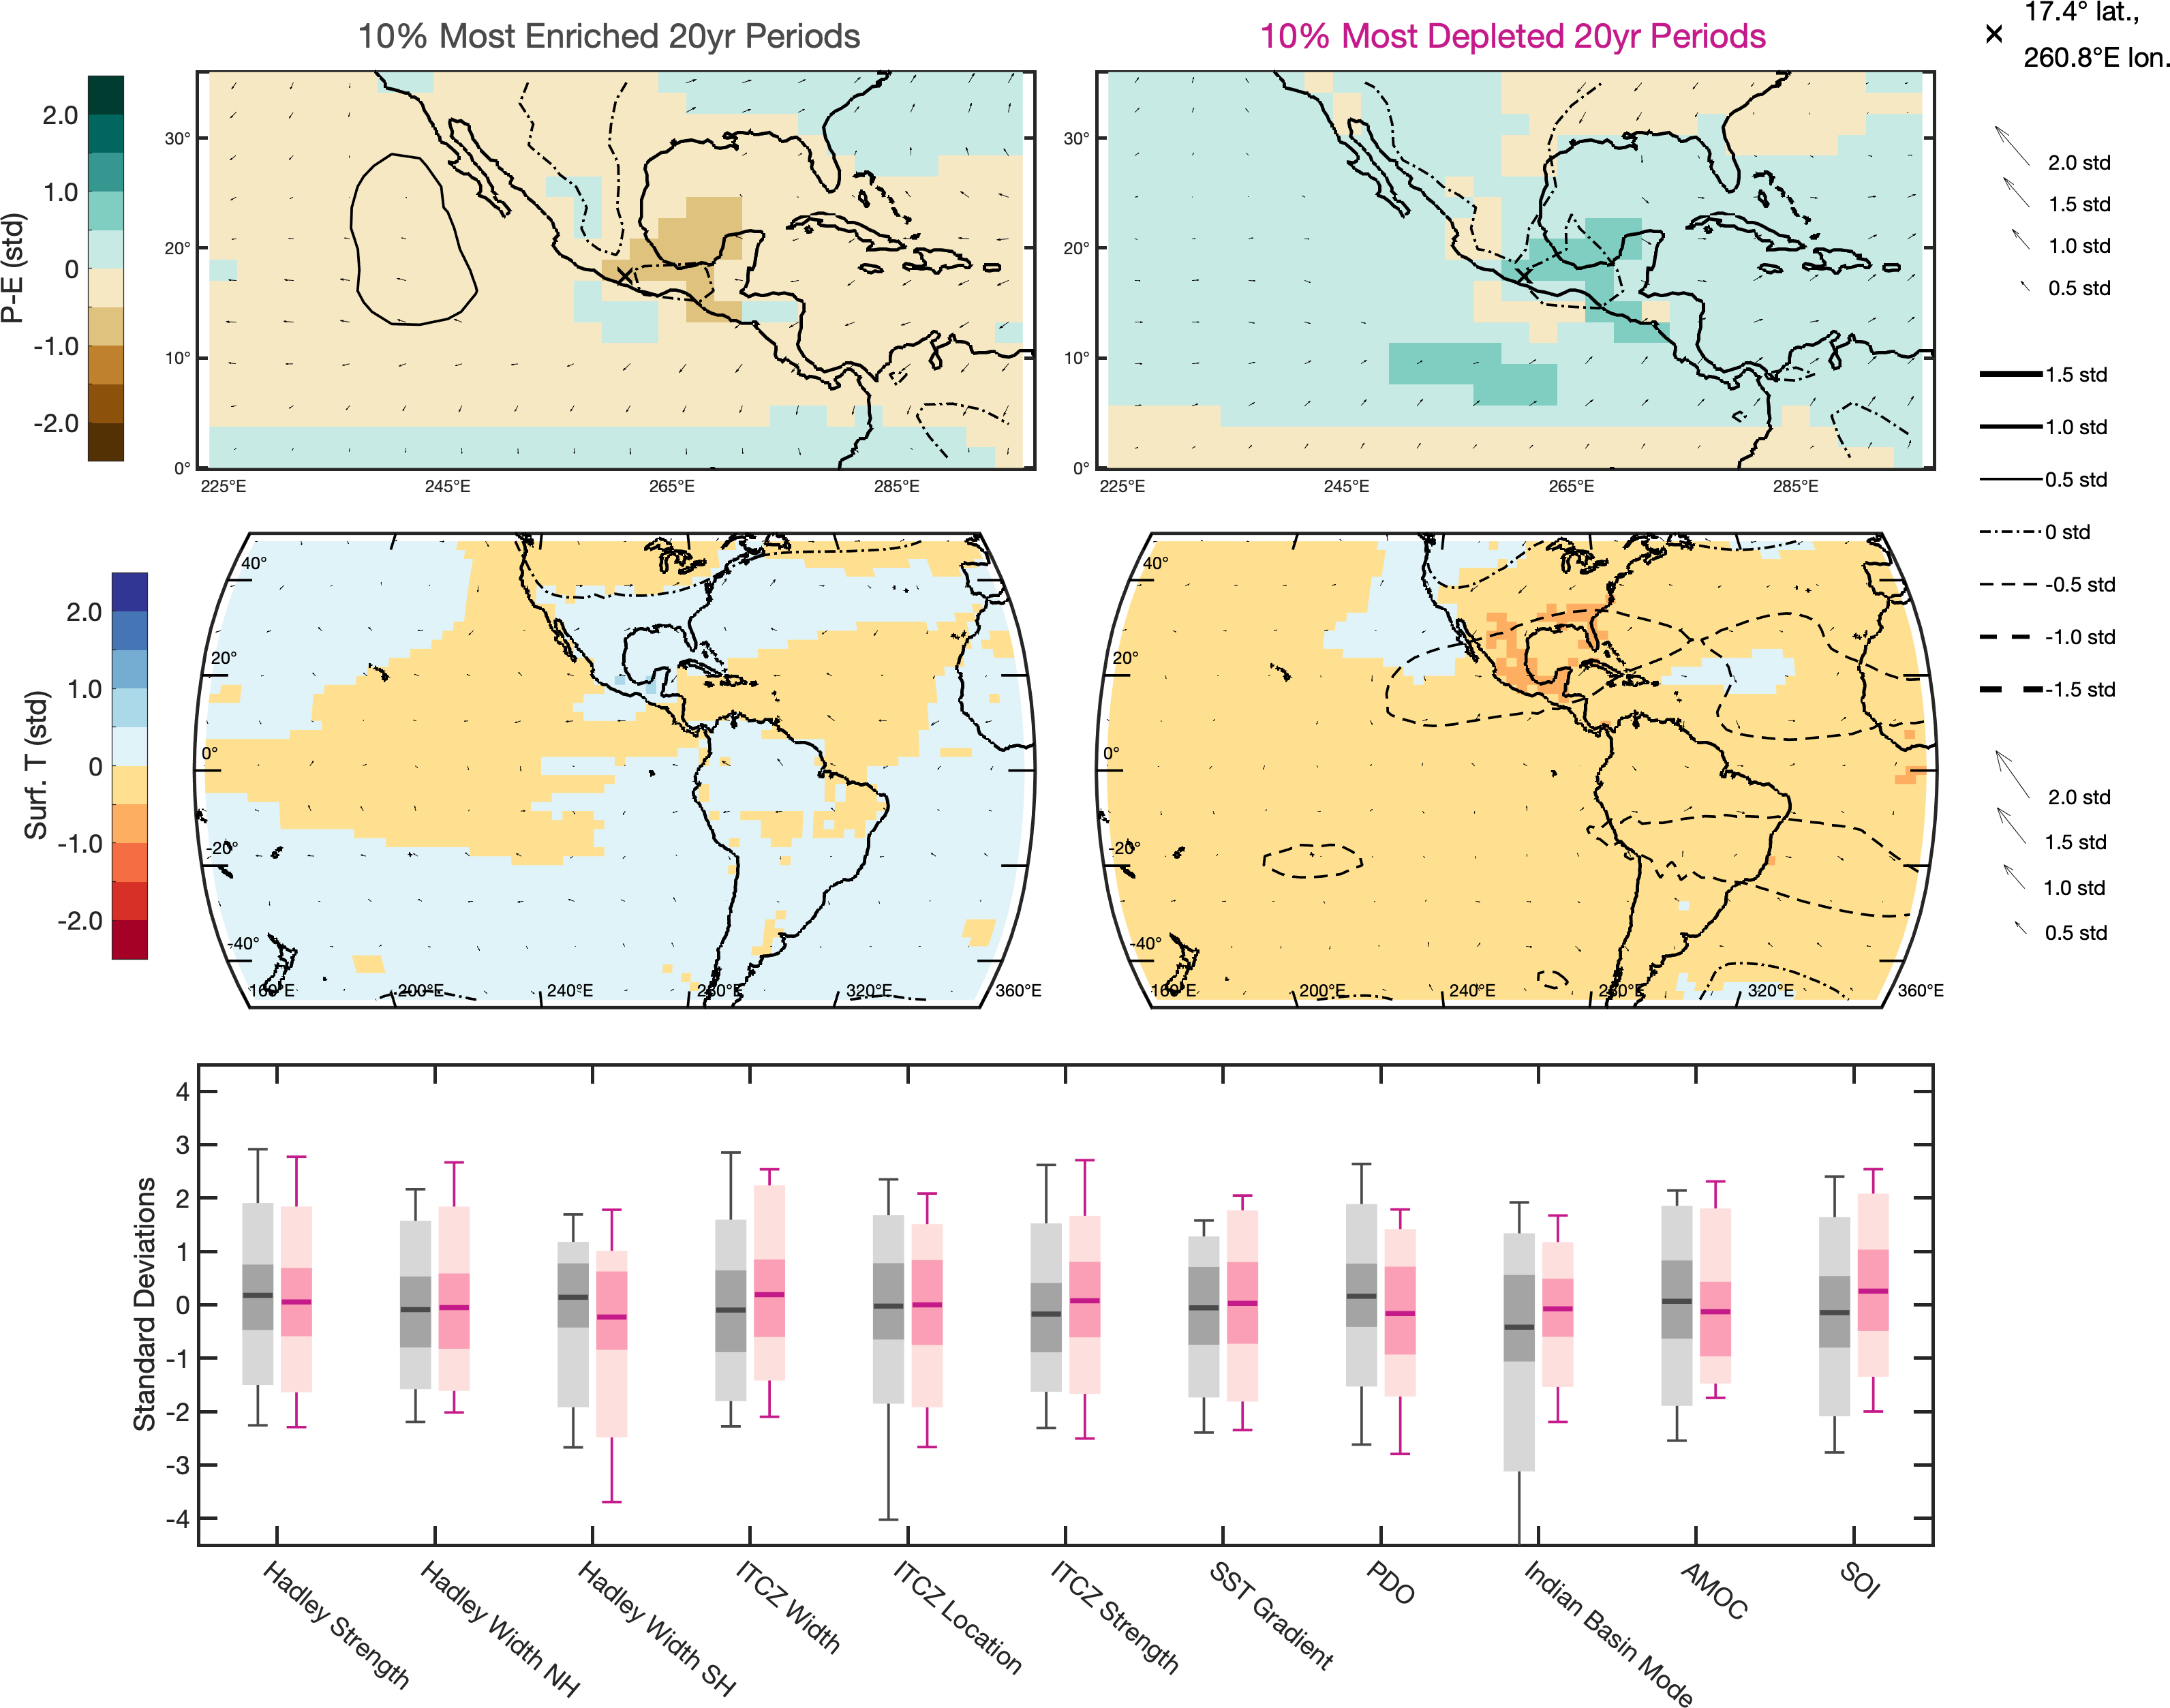 10% Most Enriched 20yr Periods
10% Most Depleted 20yr Periods
17.4° lat.,
260.8°E lon.
P-E (std)
2.0
1.0
0
-1.0
-2.0
30°
20°
10°
0°
225°E
245°E
265°E
285°E
30°
20°
10°
0°
225°E
245°E
265°E
285°E
2.0 std
1.5 std
1.0 std
0.5 std
1.5 std
1.0 std
0.5 std
0 std
-0.5 std
-1.0 std
-1.5 std
Surf. T (std)
2.0
1.0
0
-1.0
-2.0
40°
20°
0°
-20°
-40°
160°E
200°E
240°E
280°E
320°E
360°E
40°
20°
0°
-20°
-40°
160°E
200°E
240°E
280°E
320°E
360°E
2.0 std
1.5 std
1.0 std
0.5 std
Standard Deviations
4
3
2
1
0
-1
-2
-3
-4
Hadley Strength
Hadley Width NH
Hadley Width SH
ITCZ Width
ITCZ Location
ITCZ Strength
SST Gradient
PDO
Indian Basin Mode
AMOC
SOI